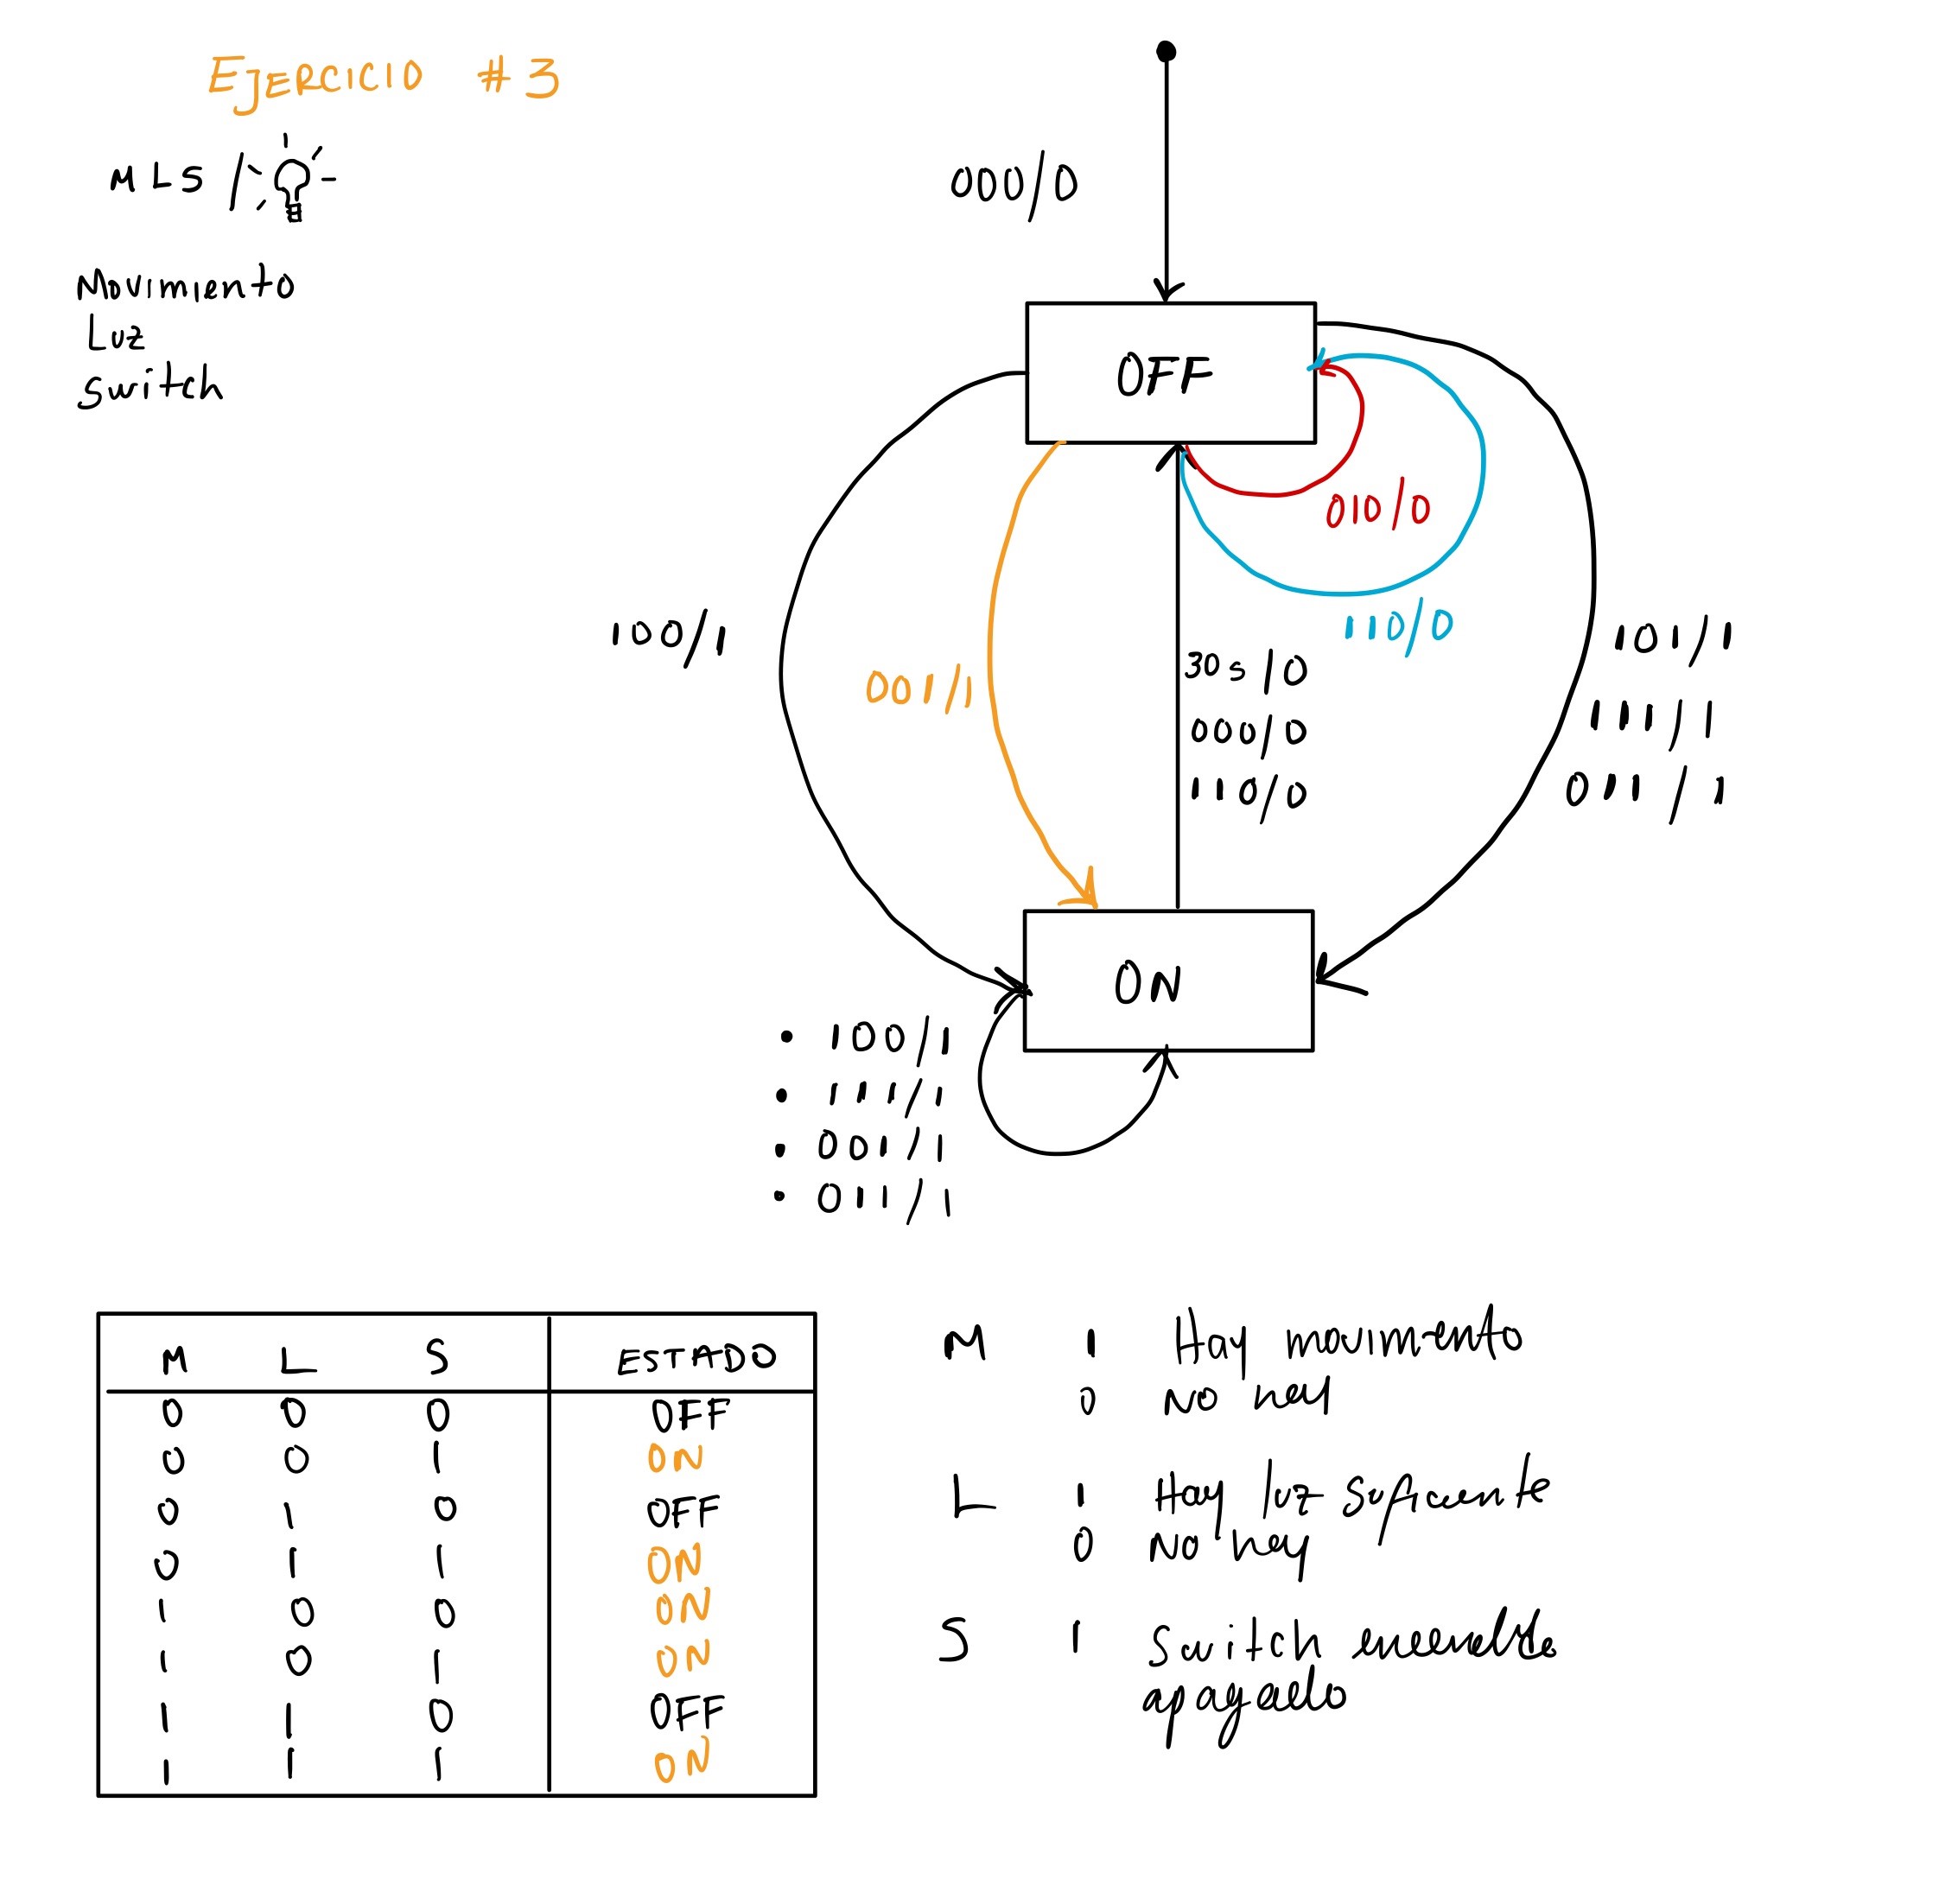 EJERCICIO #3
MLS /
Movimiento
Luz
switch
000/0
OFF
010/0
110/0
100/1
001/1
30s/0
000/0
110/0
101/1
111/1
011/1
ON
• 100/1
• 111/1
• 001/1
• 011/1
M L S ESTADO
0 0 0 OFF
0 0 1 ON
0 1 0 OFF
0 1 1 ON
1 0 0 ON
1 0 1 ON
1 1 0 OFF
1 1 1 ON
M 1 Hay movimiento
0 No hay
L 1 Hay luz suficiente
0 No hay
S 1 Switch encendido
apagado